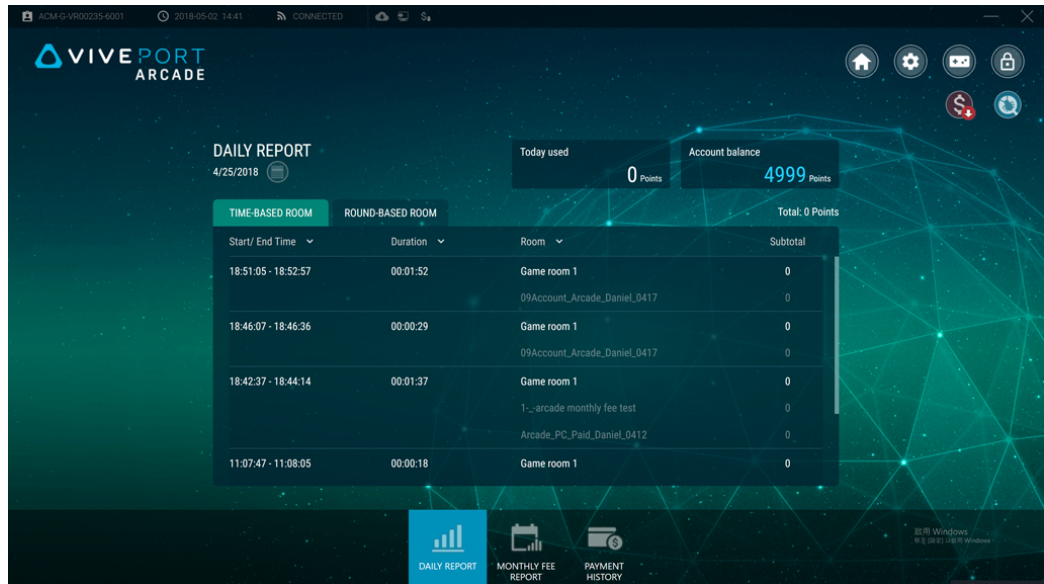 ACM-G-VR00235-6001
2018-05-02 14:41
CONNECTED
VIVEPORT
ARCADE
DAILY REPORT
4/25/2018
Today used
0 Points
Account balance
4999 Points
TIME-BASED ROOM
ROUND-BASED ROOM
Total: 0 Points
Start/ End Time
Duration
Room
Subtotal
18:51:05 - 18:52:57
00:01:52
Game room 1
0
09Account_Arcade_Daniel_0417
0
18:46:07 - 18:46:36
00:00:29
Game room 1
0
09Account_Arcade_Daniel_0417
0
18:42:37 - 18:44:14
00:01:37
Game room 1
0
1-_-arcade monthly fee test
0
Arcade_PC_Paid_Daniel_0412
0
11:07:47 - 11:08:05
00:00:18
Game room 1
0
DAILY REPORT
MONTHLY FEE
REPORT
PAYMENT
HISTORY
啟用 Windows